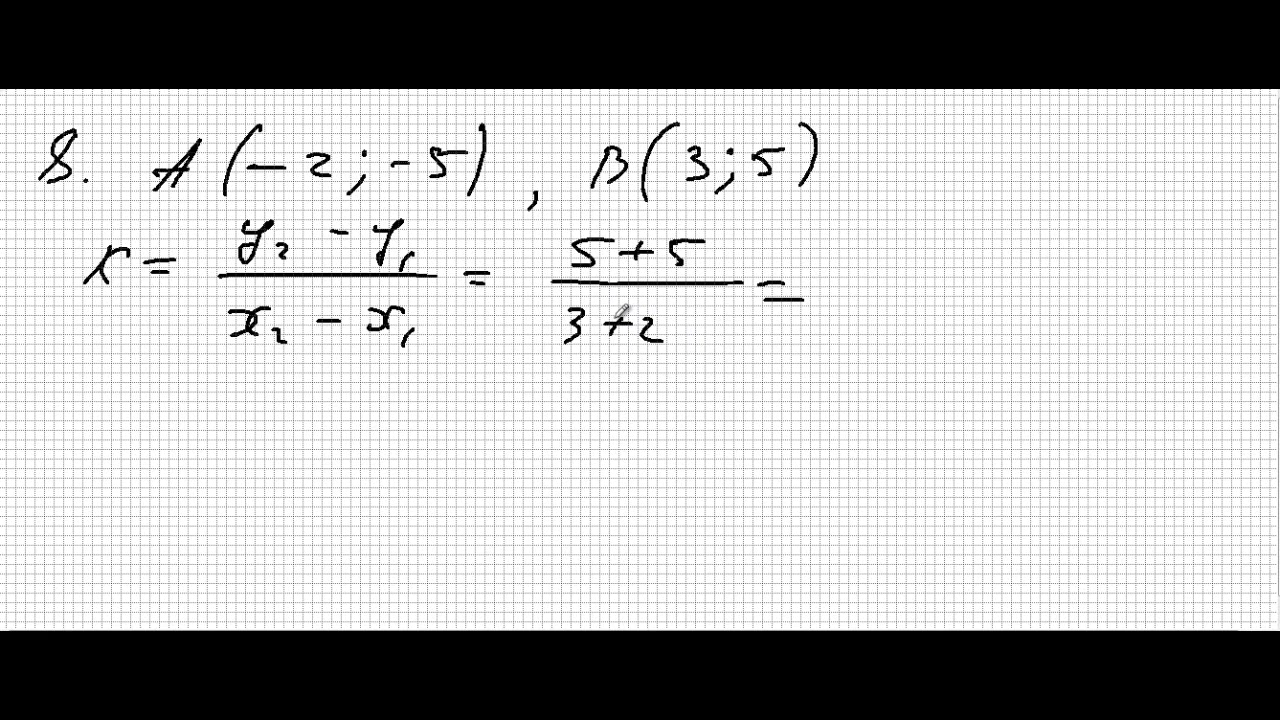 8. A(-2; -5), B(3; 5)
κ = (y₂ - y₁)/(x₂ - x₁) = (5 + 5)/(3 + 2) =